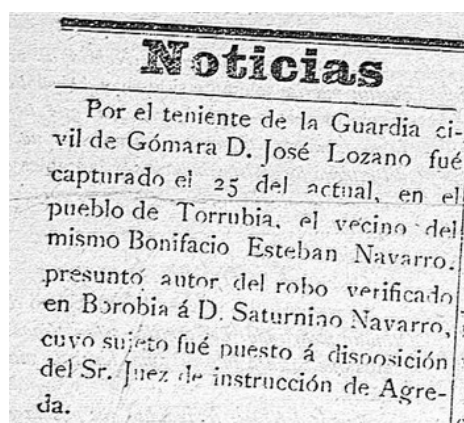 Noticias
Por el teniente de la Guardia ci-
vil de Gómara D. José Lozano fué
capturado el 25 del actual, en el
pueblo de Torrubia, el vecino del
mismo Bonifacio Esteban Navarro,
presunto autor del robo verificado
en Borobia á D. Saturnino Navarro,
cuyo sujeto fué puesto á disposición
del Sr. Juez de instrucción de Agre-
da.